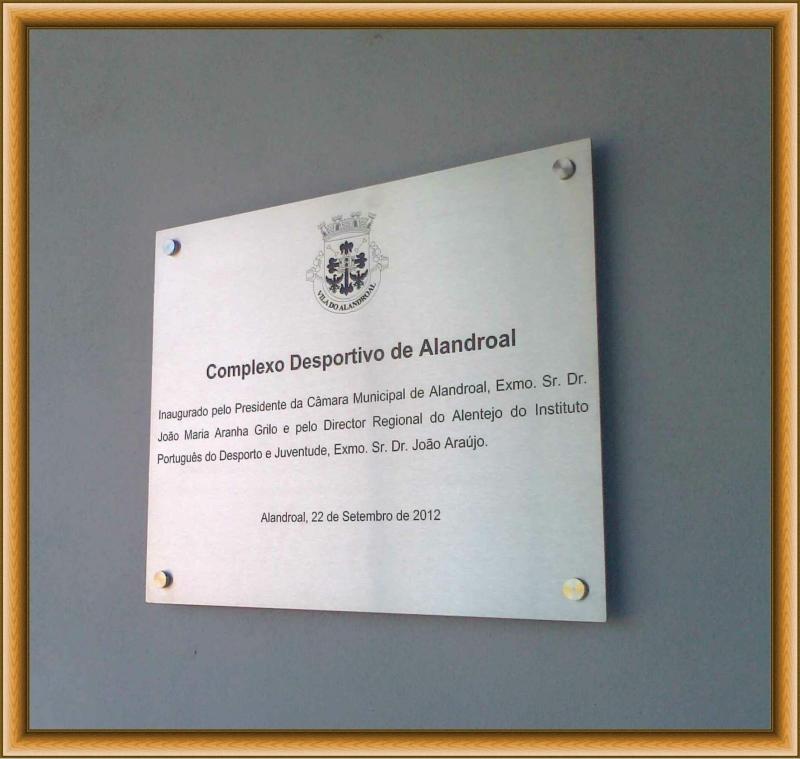 VILA DO ALANDROAL
Complexo Desportivo de Alandroal
Inaugurado pelo Presidente da Câmara Municipal de Alandroal, Exmo. Sr. Dr.
João Maria Aranha Grilo e pelo Director Regional do Alentejo do Instituto
Português do Desporto e Juventude, Exmo. Sr. Dr. João Araújo.
Alandroal, 22 de Setembro de 2012